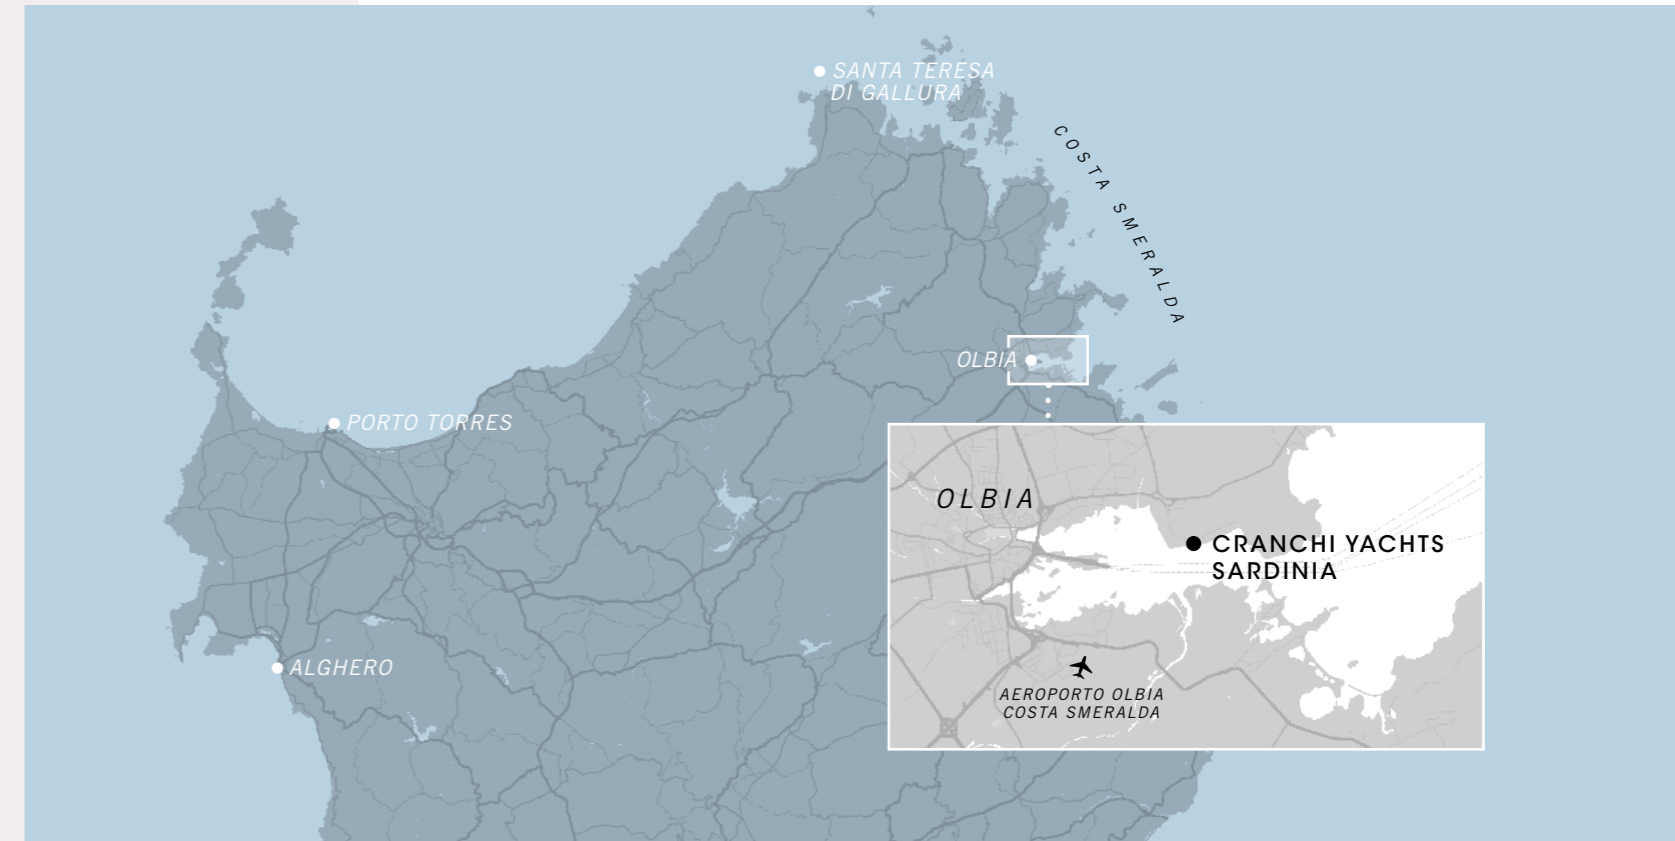 SANTA TERESA
DI GALLURA
COSTA SMERALDA
OLBIA
PORTO TORRES
OLBIA
CRANCHI YACHTS
SARDINIA
ALGHERO
AEROPORTO OLBIA
COSTA SMERALDA